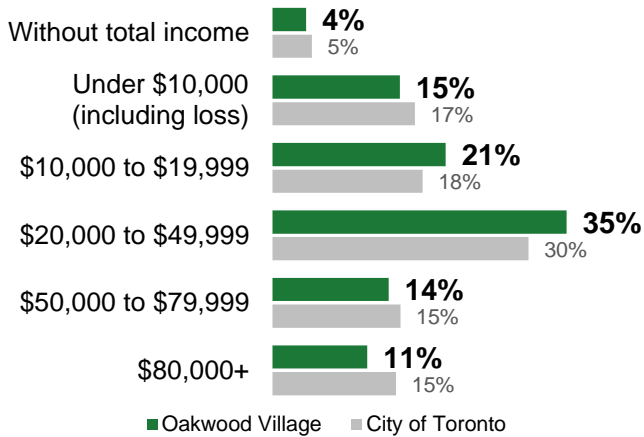 Without total income
4%
5%
Under $10,000
(including loss)
15%
17%
$10,000 to $19,999
21%
18%
$20,000 to $49,999
35%
30%
$50,000 to $79,999
14%
15%
$80,000+
11%
15%
Oakwood Village
City of Toronto